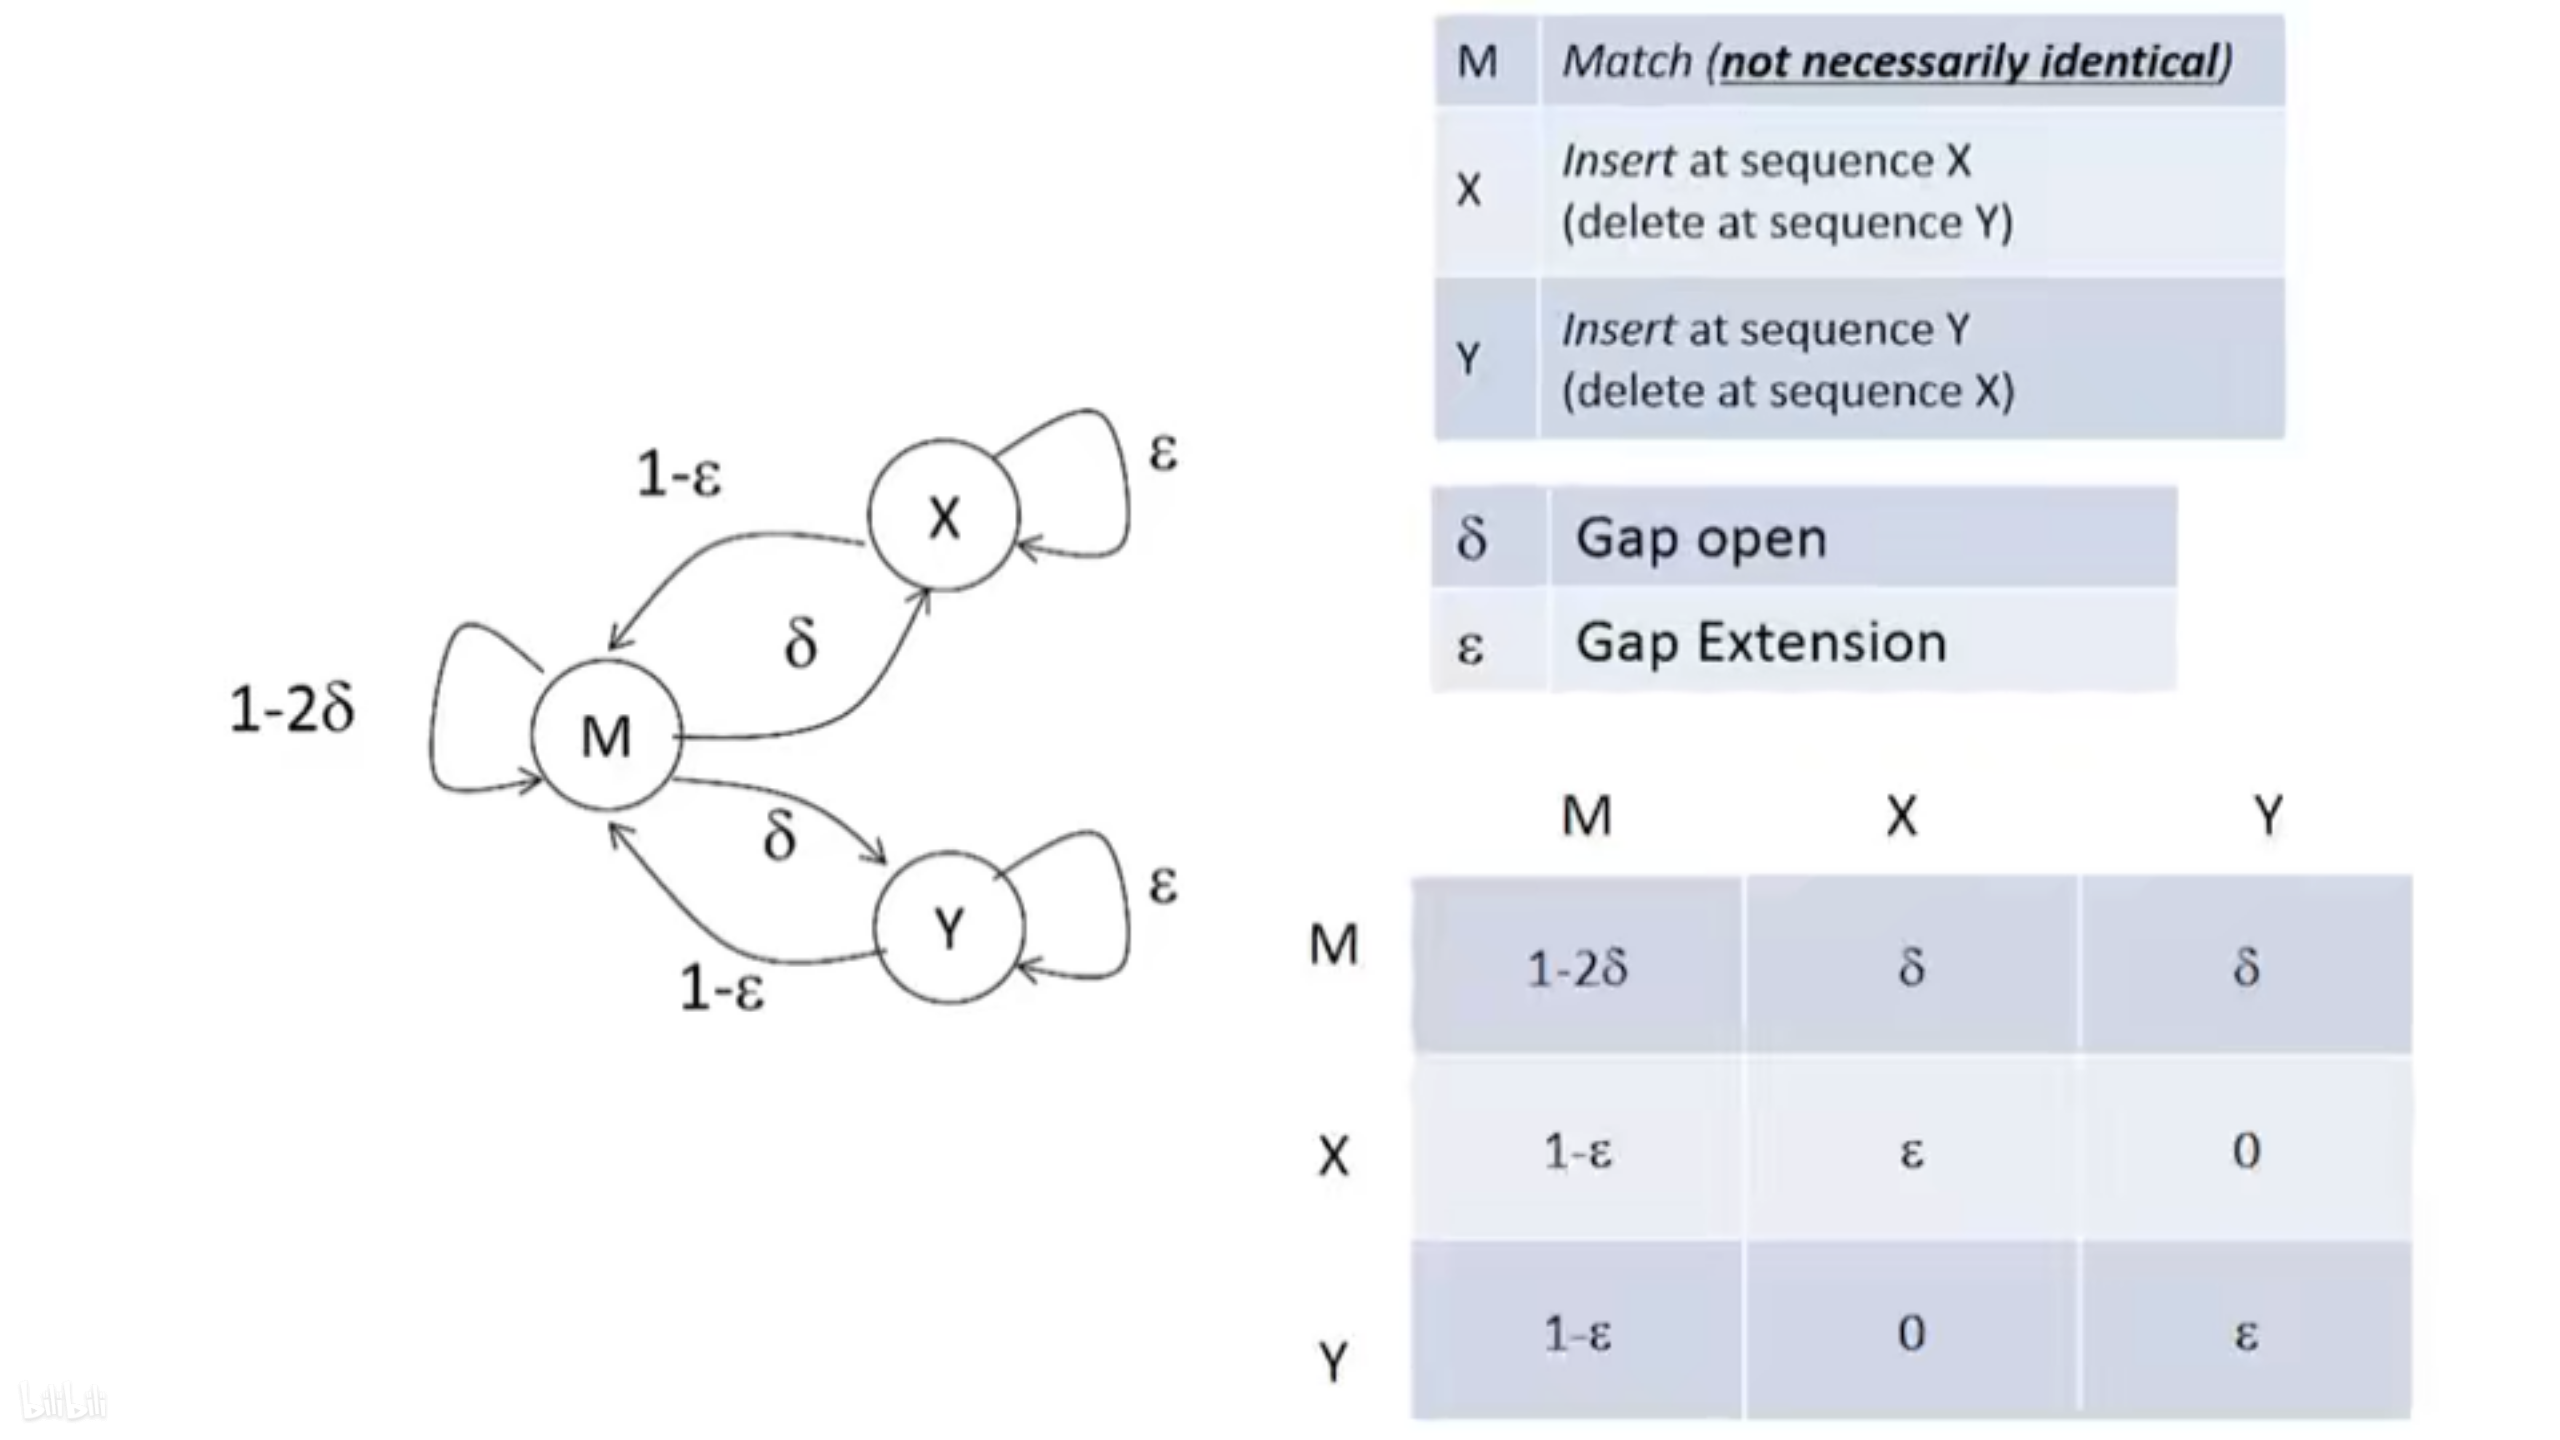 M Match (not necessarily identical)
X Insert at sequence X
(delete at sequence Y)
Y Insert at sequence Y
(delete at sequence X)
δ Gap open
ε Gap Extension
1-ε
X
ε
δ
1-2δ
M
δ
Y
ε
1-ε
M X Y
M 1-2δ δ δ
X 1-ε ε 0
Y 1-ε 0 ε
bilibili